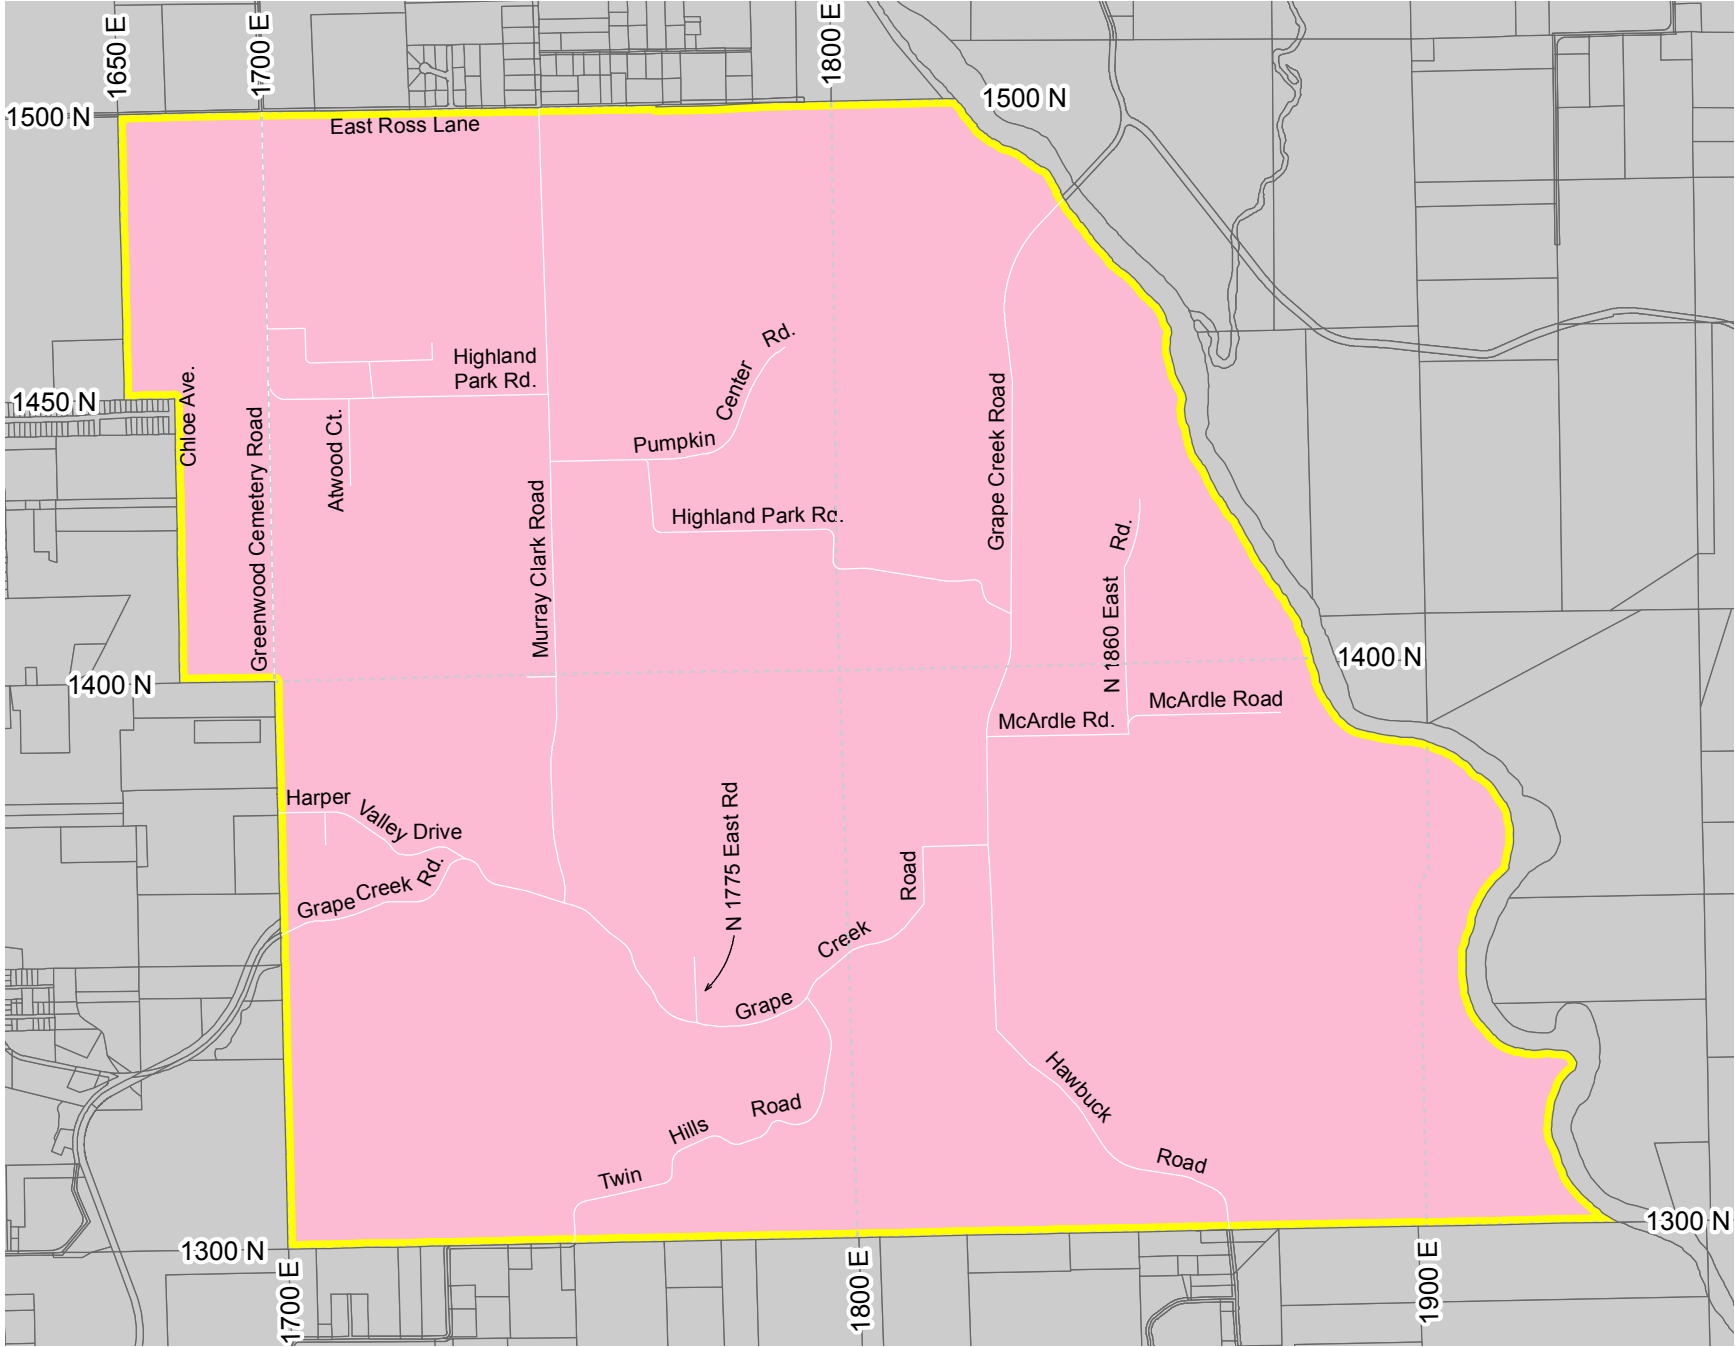 1650 E
1700 E
1800 E
1500 N
1500 N
East Ross Lane
Highland
Park Rd.
Center
Rd.
Pumpkin
1450 N
Chloe Ave.
Greenwood Cemetery Road
Atwood Ct.
Murray Clark Road
Highland Park Rd.
Grape Creek Road
N 1860 East
Rd.
1400 N
1400 N
McArdle Rd.
McArdle Road
Harper
Valley
Drive
Grape
Creek
Rd.
N 1775 East Rd
Grape
Creek
Road
Twin
Hills
Road
Hawbuck
Road
1300 N
1300 N
1700 E
1800 E
1900 E